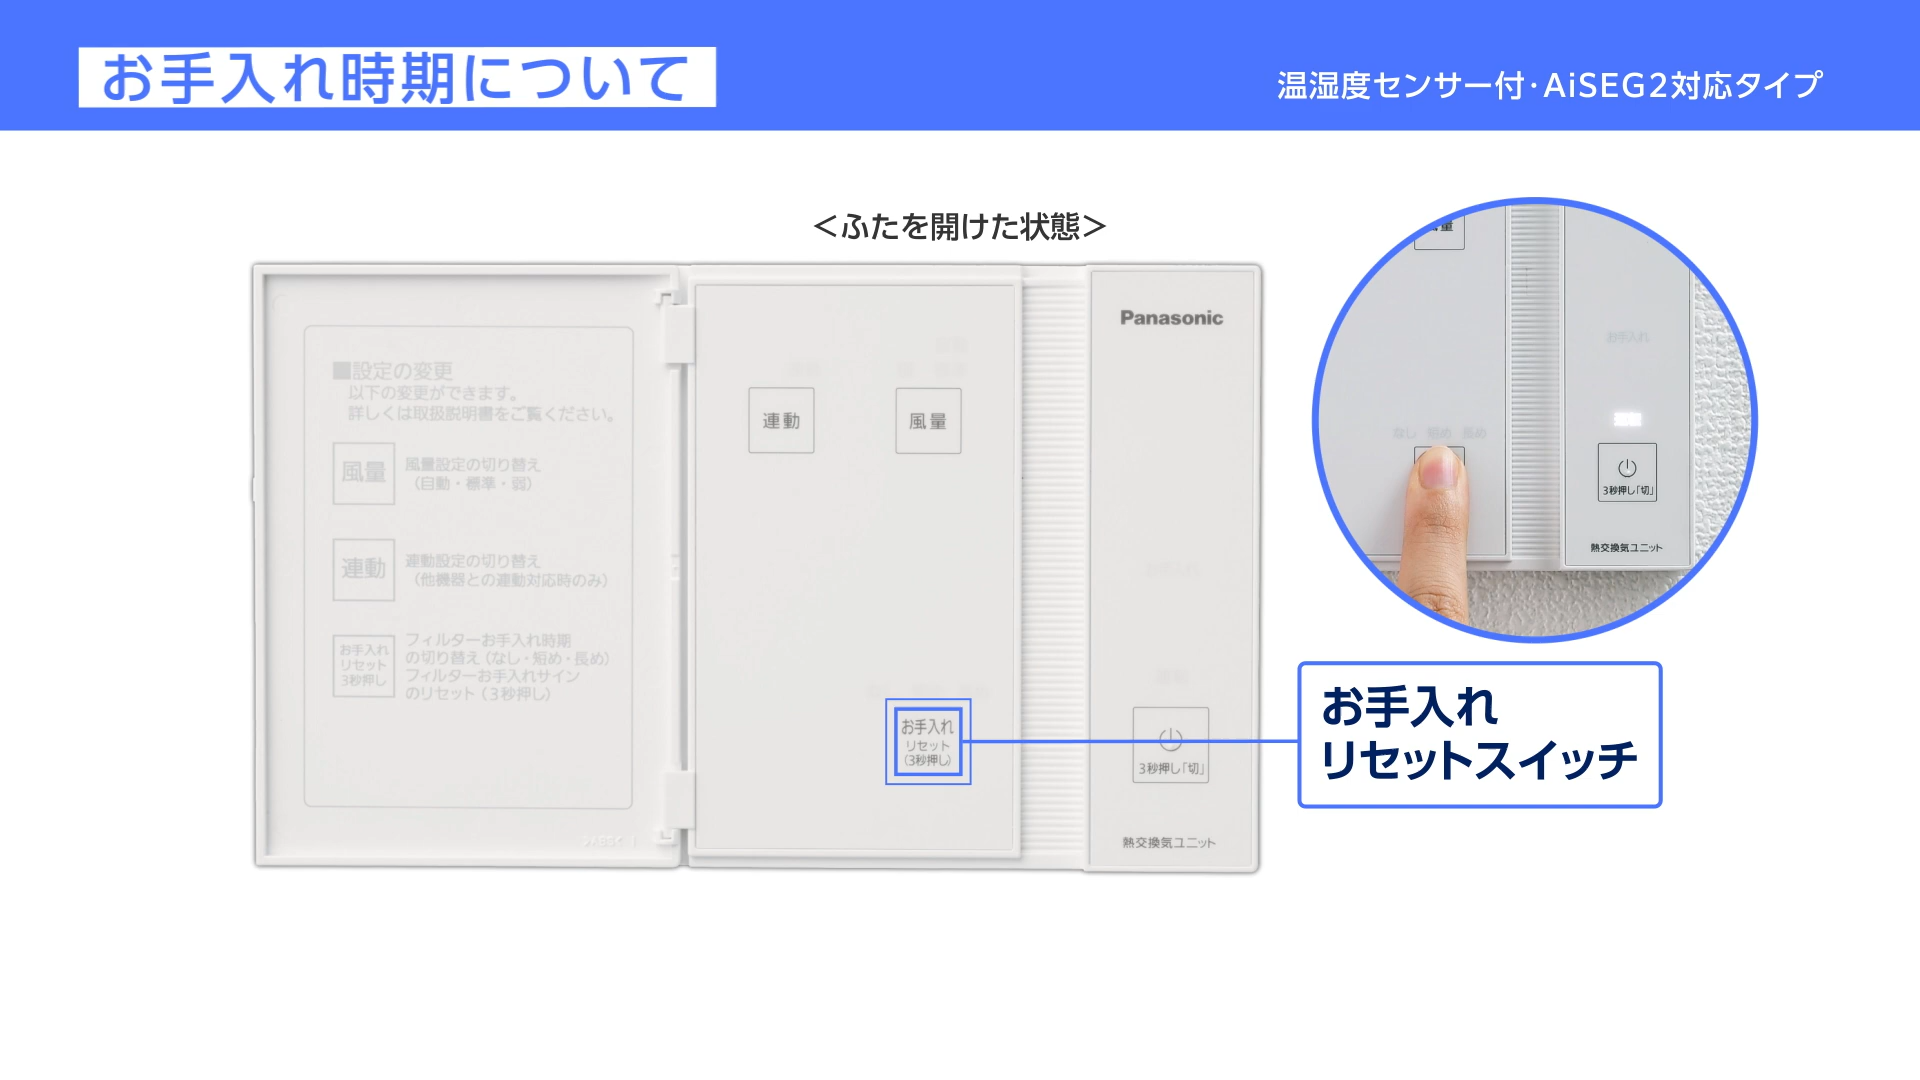 お手入れ時期について
温湿度センサー付・AiSEG2対応タイプ
＜ふたを開けた状態＞
■設定の変更
以下の変更ができます。
詳しくは取扱説明書をご覧ください。
風量
風量設定の切り替え
（自動・標準・弱）
連動
連動設定の切り替え
（他機器との連動対応時のみ）
お手入れ
リセット
3秒押し
フィルターお手入れ時期
の切り替え（なし・短め・長め）
フィルターお手入れサイン
のリセット（3秒押し）
連動
風量
お手入れ
リセット
（3秒押し）
Panasonic
3秒押し「切」
熱交換気ユニット
お手入れ
なし 短め 長め
3秒押し「切」
熱交換気ユニット
お手入れ
リセットスイッチ